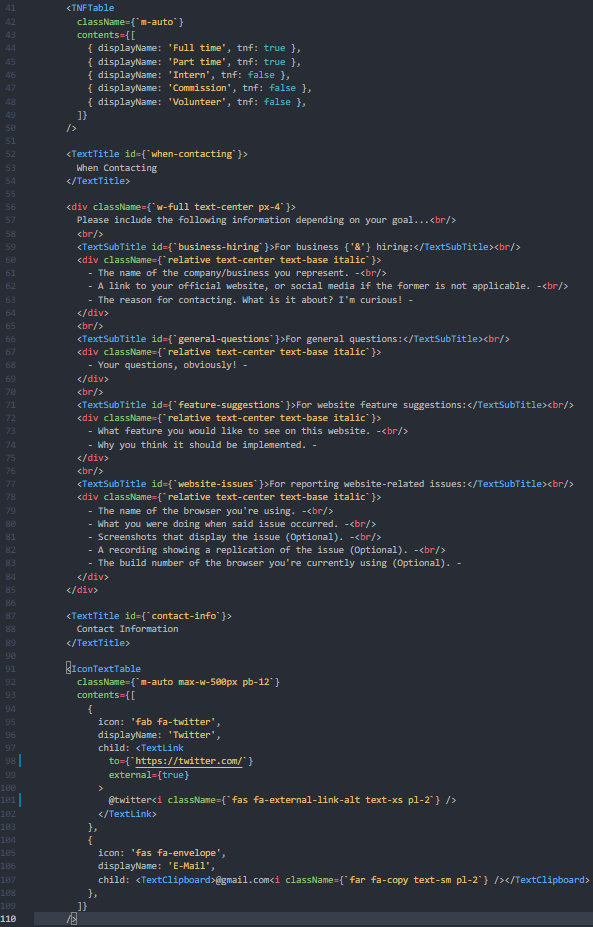 41 <TNFTable
42 className={`m-auto`}
43 contents={[
44 { displayName: 'Full time', tnf: true },
45 { displayName: 'Part time', tnf: true },
46 { displayName: 'Intern', tnf: false },
47 { displayName: 'Commission', tnf: false },
48 { displayName: 'Volunteer', tnf: false },
49 ]}
50 />
51
52 <TextTitle id={`when-contacting`}>
53 When Contacting
54 </TextTitle>
55
56 <div className={`w-full text-center px-4`}>
57 Please include the following information depending on your goal...<br/>
58 <br/>
59 <TextSubTitle id={`business-hiring`}>For business {'&'} hiring:</TextSubTitle><br/>
60 <div className={`relative text-center text-base italic`}>
61 - The name of the company/business you represent. -<br/>
62 - A link to your official website, or social media if the former is not applicable. -<br/>
63 - The reason for contacting. What is it about? I'm curious! -
64 </div>
65 <br/>
66 <TextSubTitle id={`general-questions`}>For general questions:</TextSubTitle><br/>
67 <div className={`relative text-center text-base italic`}>
68 - Your questions, obviously! -
69 </div>
70 <br/>
71 <TextSubTitle id={`feature-suggestions`}>For website feature suggestions:</TextSubTitle><br/>
72 <div className={`relative text-center text-base italic`}>
73 - What feature you would like to see on this website. -<br/>
74 - Why you think it should be implemented. -
75 </div>
76 <br/>
77 <TextSubTitle id={`website-issues`}>For reporting website-related issues:</TextSubTitle><br/>
78 <div className={`relative text-center text-base italic`}>
79 - The name of the browser you're using. -<br/>
80 - What you were doing when said issue occurred. -<br/>
81 - Screenshots that display the issue (Optional). -<br/>
82 - A recording showing a replication of the issue (Optional). -<br/>
83 - The build number of the browser you're currently using (Optional). -
84 </div>
85 </div>
86
87 <TextTitle id={`contact-info`}>
88 Contact Information
89 </TextTitle>
90
91 <IconTextTable
92 className={`m-auto max-w-500px pb-12`}
93 contents={[
94 {
95 icon: 'fab fa-twitter',
96 displayName: 'Twitter',
97 child: <TextLink
98 to={`https://twitter.com/`}
99 external={true}
100 >
101 @twitter<i className={`fas fa-external-link-alt text-xs pl-2`} />
102 </TextLink>
103 },
104 {
105 icon: 'fas fa-envelope',
106 displayName: 'E-Mail',
107 child: <TextClipboard>@gmail.com<i className={`far fa-copy text-sm pl-2`} /></TextClipboard>
108 },
109 ]}
110 />